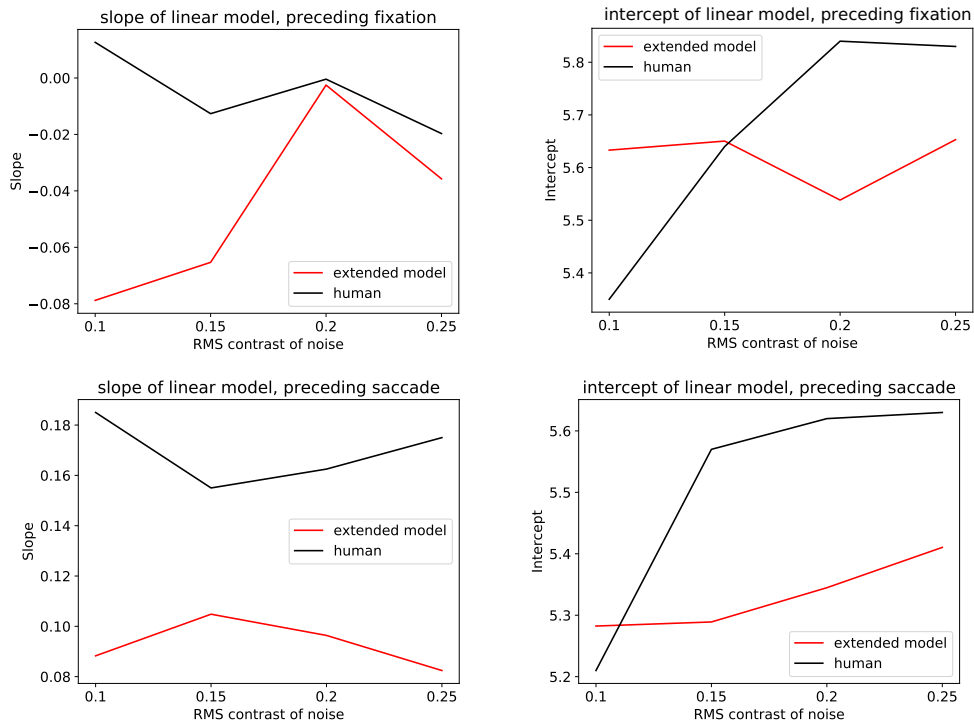 slope of linear model, preceding fixation
0.00
−0.02
−0.04
−0.06
−0.08
Slope
extended model
human
0.1 0.15 0.2 0.25
RMS contrast of noise
intercept of linear model, preceding fixation
5.8
5.7
5.6
5.5
5.4
Intercept
extended model
human
0.1 0.15 0.2 0.25
RMS contrast of noise
slope of linear model, preceding saccade
0.18
0.16
0.14
0.12
0.10
0.08
Slope
extended model
human
0.1 0.15 0.2 0.25
RMS contrast of noise
intercept of linear model, preceding saccade
5.6
5.5
5.4
5.3
5.2
Intercept
extended model
human
0.1 0.15 0.2 0.25
RMS contrast of noise